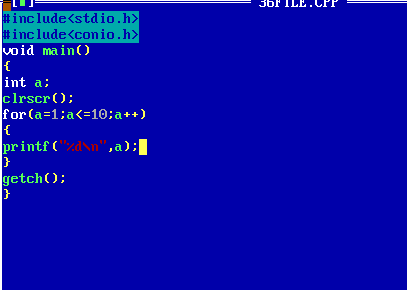 36FILE.CPP
#include<stdio.h>
#include<conio.h>
void main()
{
int a;
clrscr();
for(a=1;a<=10;a++)
{
printf("%d\n",a);
}
getch();
}